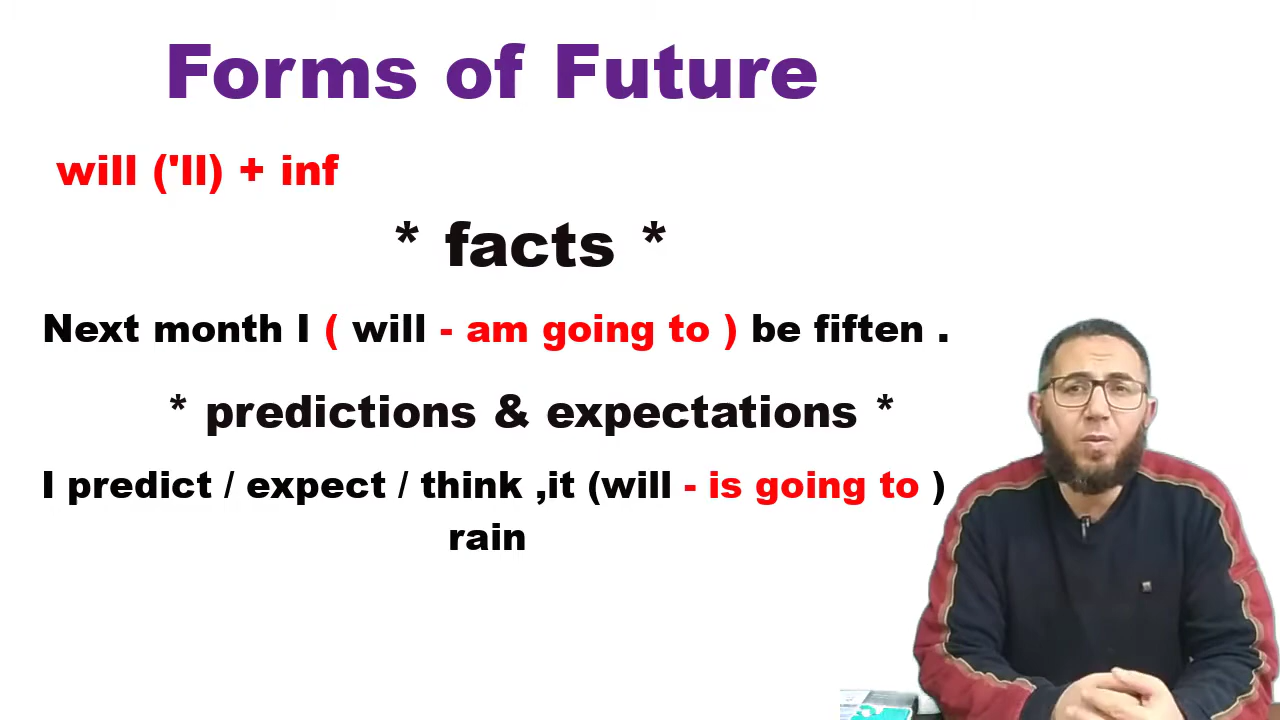 Forms of Future
will ('ll) + inf
* facts *
Next month I ( will - am going to ) be fiften .
* predictions & expectations *
I predict / expect / think ,it (will - is going to )
rain